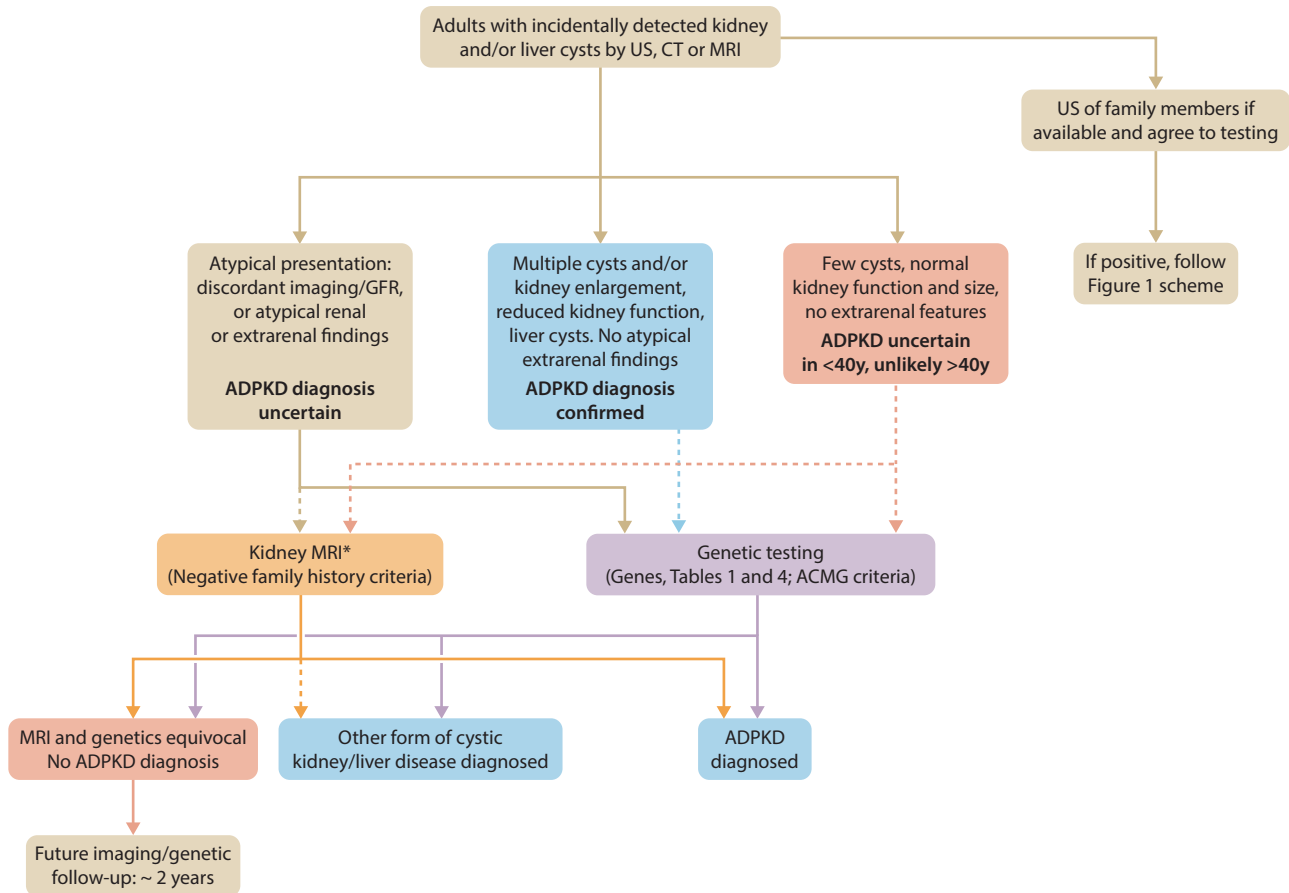 Adults with incidentally detected kidney
and/or liver cysts by US, CT or MRI
US of family members if
available and agree to testing
If positive, follow
Figure 1 scheme
Atypical presentation:
discordant imaging/GFR,
or atypical renal
or extrarenal findings
ADPKD diagnosis
uncertain
Multiple cysts and/or
kidney enlargement,
reduced kidney function,
liver cysts. No atypical
extrarenal findings
ADPKD diagnosis
confirmed
Few cysts, normal
kidney function and size,
no extrarenal features
ADPKD uncertain
in <40y, unlikely >40y
Kidney MRI*
(Negative family history criteria)
Genetic testing
(Genes, Tables 1 and 4; ACMG criteria)
MRI and genetics equivocal
No ADPKD diagnosis
Other form of cystic
kidney/liver disease diagnosed
ADPKD
diagnosed
Future imaging/genetic
follow-up: ~ 2 years